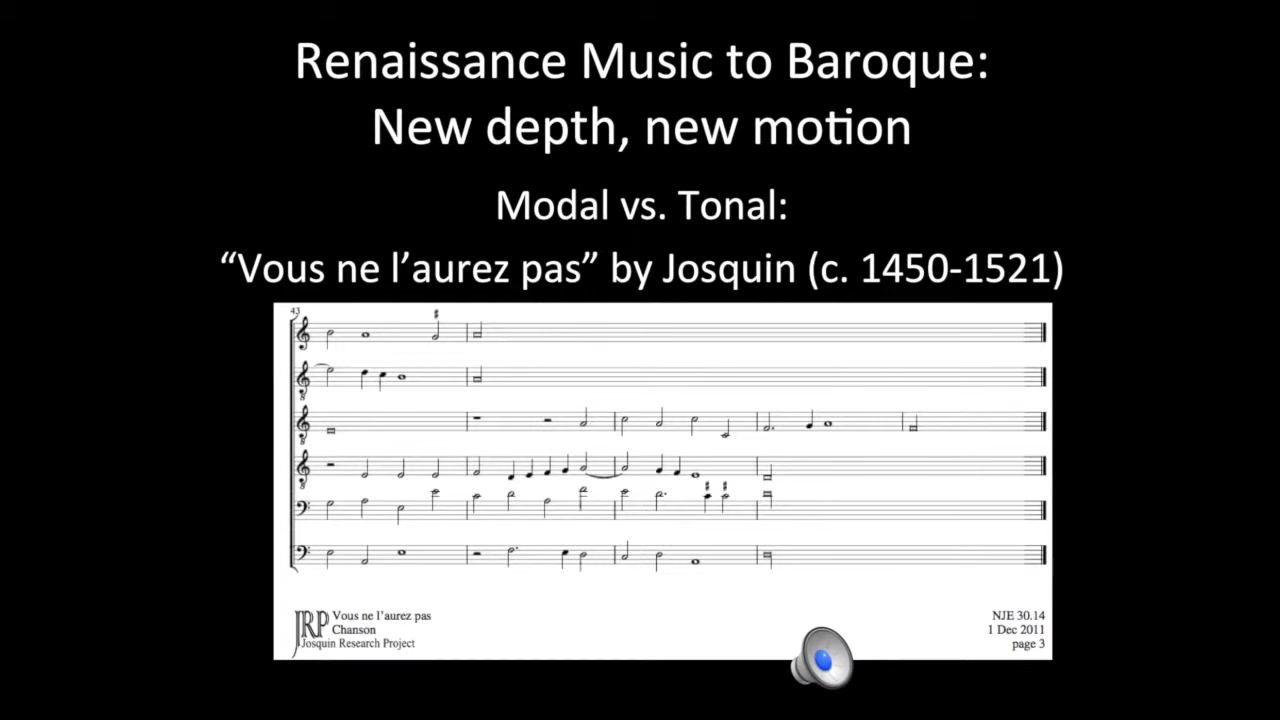 Renaissance Music to Baroque:
New depth, new motion
Modal vs. Tonal:
“Vous ne l’aurez pas” by Josquin (c. 1450-1521)
43
JRP
Vous ne l'aurez pas
Chanson
Josquin Research Project
NJE 30.14
1 Dec 2011
page 3